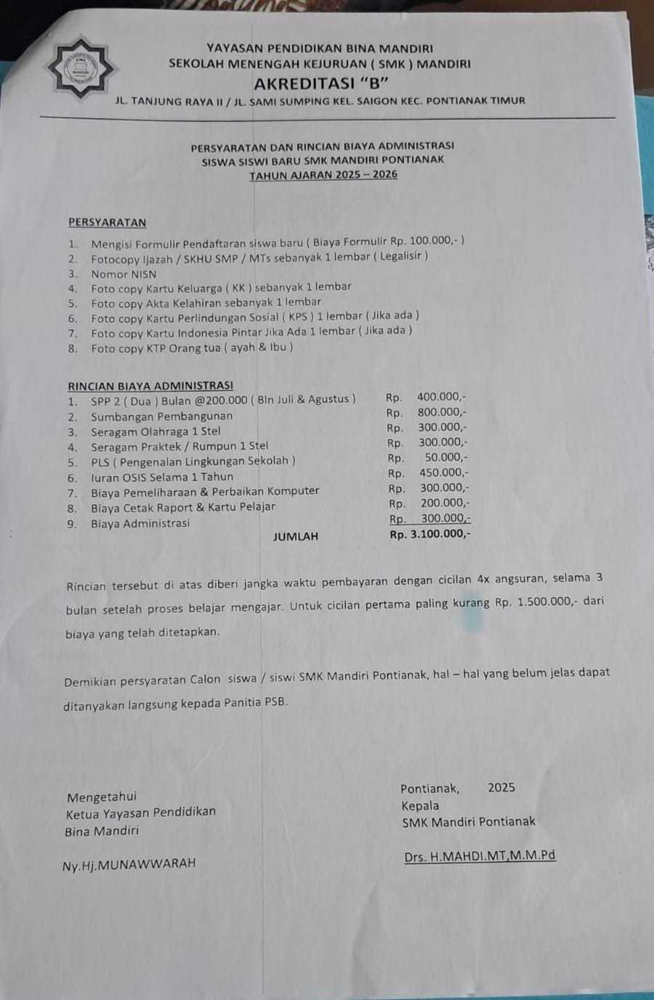 YAYASAN PENDIDIKAN BINA MANDIRI
SEKOLAH MENENGAH KEJURUAN ( SMK ) MANDIRI
AKREDITASI “B”
JL. TANJUNG RAYA II / JL. SAMI SUMPING KEL. SAIGON KEC. PONTIANAK TIMUR
PERSYARATAN DAN RINCIAN BIAYA ADMINISTRASI
SISWA SISWI BARU SMK MANDIRI PONTIANAK
TAHUN AJARAN 2025 – 2026
PERSYARATAN
1. Mengisi Formulir Pendaftaran siswa baru ( Biaya Formulir Rp. 100.000,- )
2. Fotocopy Ijazah / SKHU SMP / MTs sebanyak 1 lembar ( Legalisir )
3. Nomor NISN
4. Foto copy Kartu Keluarga ( KK ) sebanyak 1 lembar
5. Foto copy Akta Kelahiran sebanyak 1 lembar
6. Foto copy Kartu Perlindungan Sosial ( KPS ) 1 lembar ( Jika ada )
7. Foto copy Kartu Indonesia Pintar Jika Ada 1 lembar ( Jika ada )
8. Foto copy KTP Orang tua ( ayah & Ibu )
RINCIAN BIAYA ADMINISTRASI
1. SPP 2 ( Dua ) Bulan @200.000 ( Bln Juli & Agustus ) Rp. 400.000,-
2. Sumbangan Pembangunan Rp. 800.000,-
3. Seragam Olahraga 1 Stel Rp. 300.000,-
4. Seragam Praktek / Rumpun 1 Stel Rp. 300.000,-
5. PLS ( Pengenalan Lingkungan Sekolah ) Rp. 50.000,-
6. Iuran OSIS Selama 1 Tahun Rp. 450.000,-
7. Biaya Pemeliharaan & Perbaikan Komputer Rp. 300.000,-
8. Biaya Cetak Raport & Kartu Pelajar Rp. 200.000,-
9. Biaya Administrasi Rp. 300.000,-
JUMLAH Rp. 3.100.000,-
Rincian tersebut di atas diberi jangka waktu pembayaran dengan cicilan 4x angsuran, selama 3
bulan setelah proses belajar mengajar. Untuk cicilan pertama paling kurang Rp. 1.500.000,- dari
biaya yang telah ditetapkan.
Demikian persyaratan Calon siswa / siswi SMK Mandiri Pontianak, hal – hal yang belum jelas dapat
ditanyakan langsung kepada Panitia PSB.
Mengetahui
Ketua Yayasan Pendidikan
Bina Mandiri
Ny.Hj.MUNAWWARAH
Pontianak, 2025
Kepala
SMK Mandiri Pontianak
Drs. H.MAHDI.MT,M.M.Pd